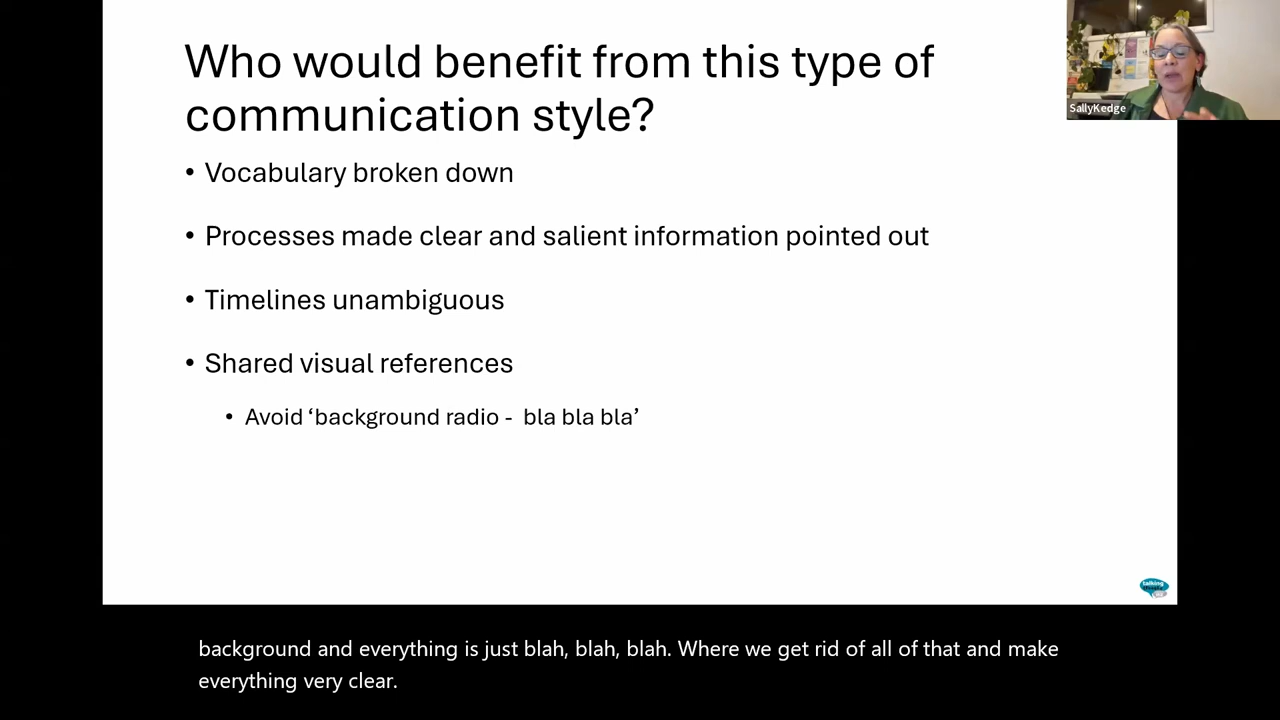 Who would benefit from this type of
communication style?
SallyKedge
• Vocabulary broken down
• Processes made clear and salient information pointed out
• Timelines unambiguous
• Shared visual references
• Avoid ‘background radio -  bla bla bla’
talking
background and everything is just blah, blah, blah. Where we get rid of all of that and make
everything very clear.